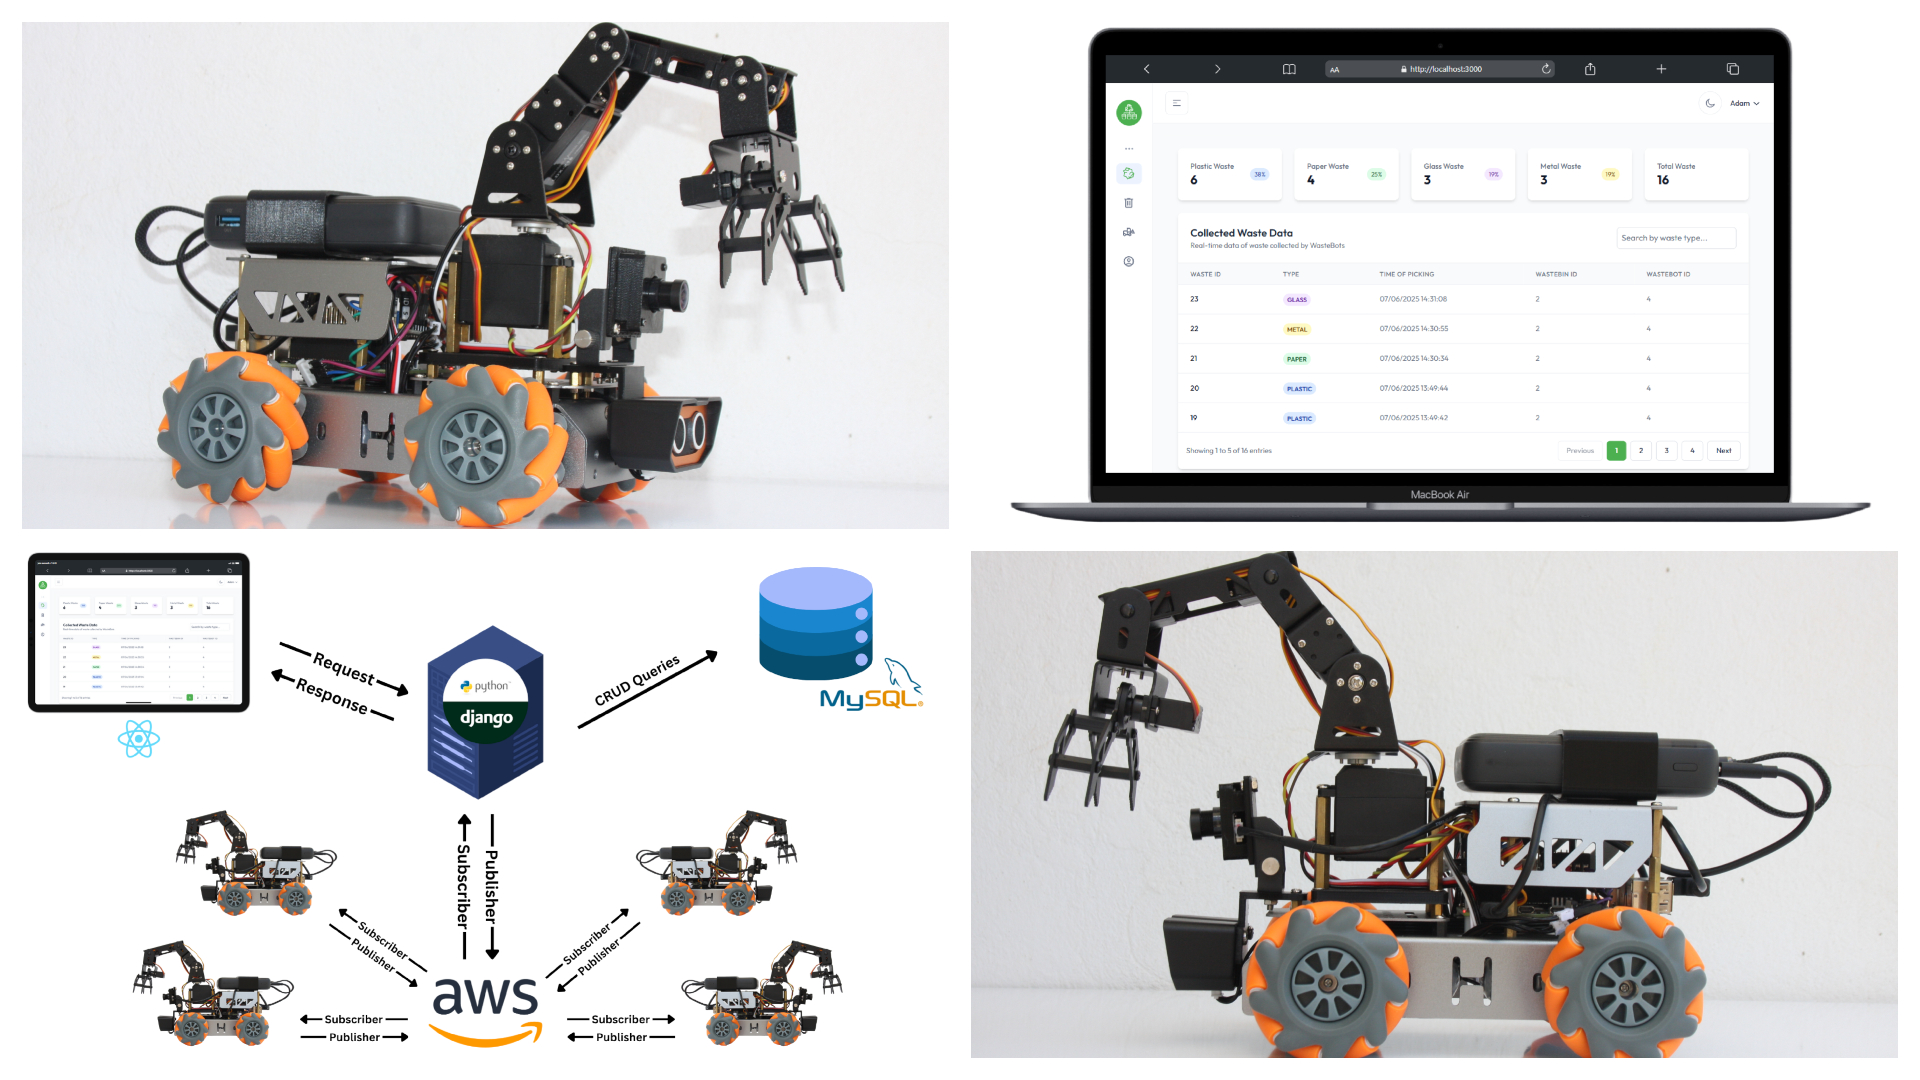 AA
http://localhost:3000
Adam
Plastic Waste
6
38%
Paper Waste
4
25%
Glass Waste
3
19%
Metal Waste
3
19%
Total Waste
16
Collected Waste Data
Real-time data of waste collected by WasteBots
Search by waste type...
WASTE ID TYPE TIME OF PICKING WASTEBIN ID WASTEBOT ID
23 GLASS 07/06/2025 14:31:08 2 4
22 METAL 07/06/2025 14:30:55 2 4
21 PAPER 07/06/2025 14:30:34 2 4
20 PLASTIC 07/06/2025 13:49:44 2 4
19 PLASTIC 07/06/2025 13:49:42 2 4
Showing 1 to 5 of 16 entries
Previous 1 2 3 4 Next
MacBook Air
Request
Response
python
django
CRUD Queries
MySQL
Subscriber
Publisher
Subscriber
Publisher
Subscriber
Publisher
aws
Subscriber
Publisher
Subscriber
Publisher